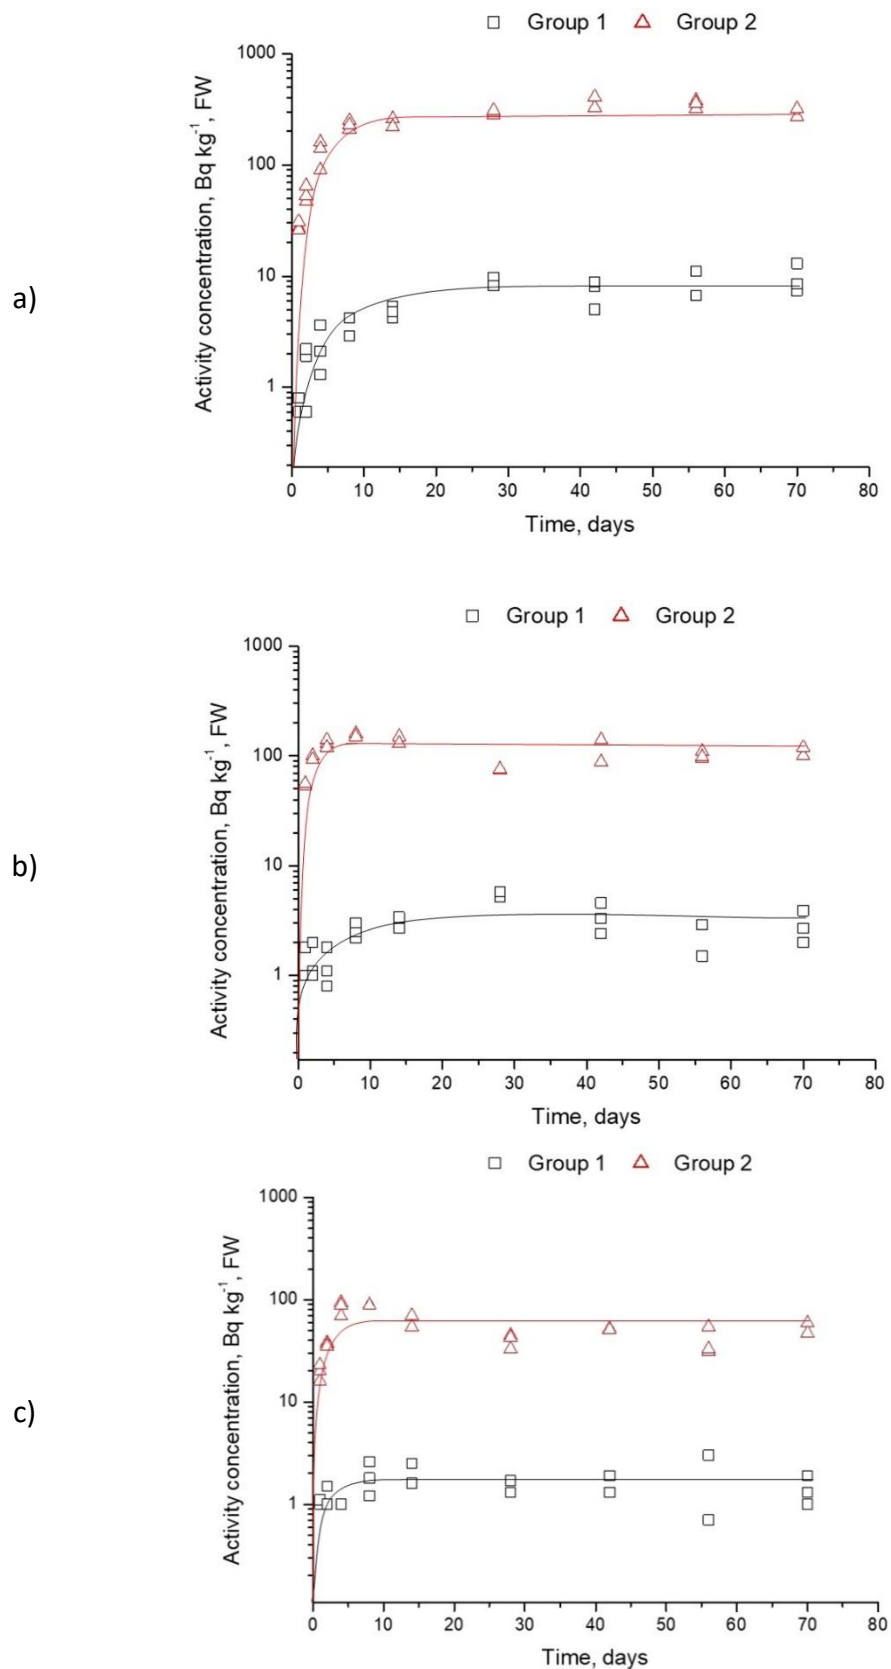 Group 1 Group 2
1000
100
10
1
Activity concentration, Bq kg⁻¹, FW
0 10 20 30 40 50 60 70 80
Time, days
a)
Group 1 Group 2
1000
100
10
1
Activity concentration, Bq kg⁻¹, FW
0 10 20 30 40 50 60 70 80
Time, days
b)
Group 1 Group 2
1000
100
10
1
Activity concentration, Bq kg⁻¹, FW
0 10 20 30 40 50 60 70 80
Time, days
c)